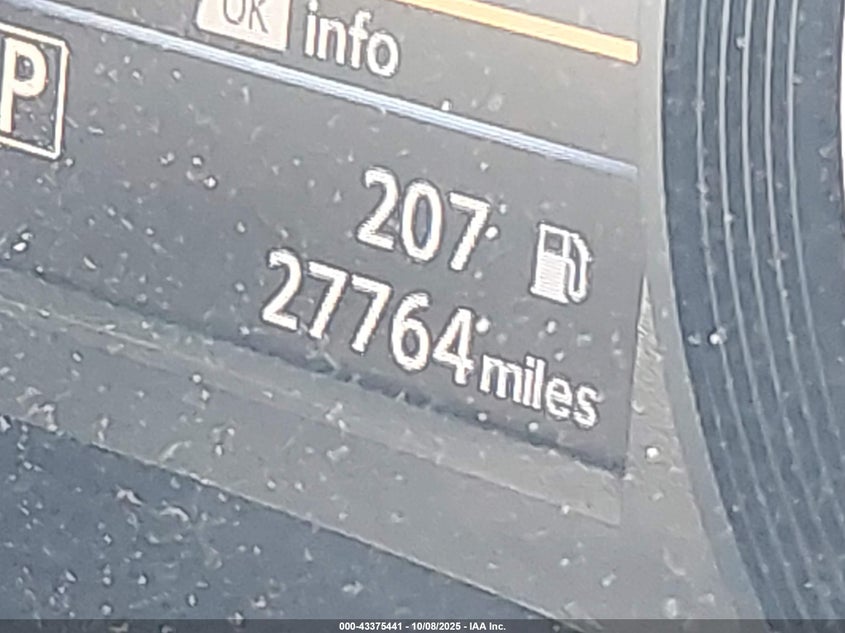 OK info
P
207
27764 miles
000-43375441 - 10/08/2025 - IAA Inc.